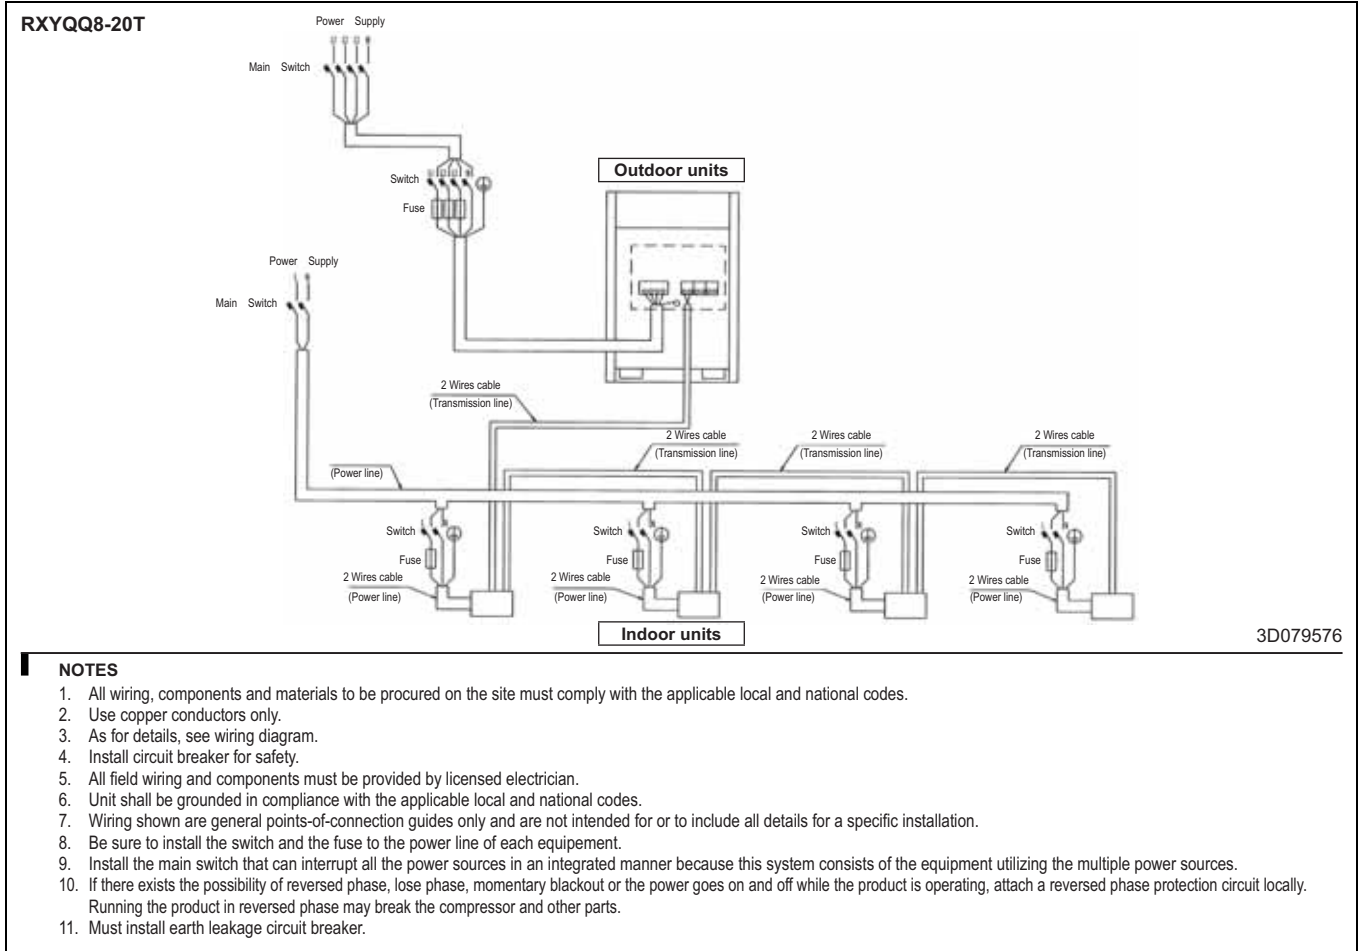 RXYQQ8-20T
Power Supply
Main Switch
Switch
Fuse
Outdoor units
Power Supply
Main Switch
2 Wires cable
(Transmission line)
2 Wires cable
(Transmission line)
2 Wires cable
(Transmission line)
2 Wires cable
(Transmission line)
(Power line)
Switch
Fuse
2 Wires cable
(Power line)
Switch
Fuse
2 Wires cable
(Power line)
Switch
Fuse
2 Wires cable
(Power line)
Switch
Fuse
2 Wires cable
(Power line)
Indoor units
3D079576
NOTES
1. All wiring, components and materials to be procured on the site must comply with the applicable local and national codes.
2. Use copper conductors only.
3. As for details, see wiring diagram.
4. Install circuit breaker for safety.
5. All field wiring and components must be provided by licensed electrician.
6. Unit shall be grounded in compliance with the applicable local and national codes.
7. Wiring shown are general points-of-connection guides only and are not intended for or to include all details for a specific installation.
8. Be sure to install the switch and the fuse to the power line of each equipement.
9. Install the main switch that can interrupt all the power sources in an integrated manner because this system consists of the equipment utilizing the multiple power sources.
10. If there exists the possibility of reversed phase, lose phase, momentary blackout or the power goes on and off while the product is operating, attach a reversed phase protection circuit locally.
Running the product in reversed phase may break the compressor and other parts.
11. Must install earth leakage circuit breaker.